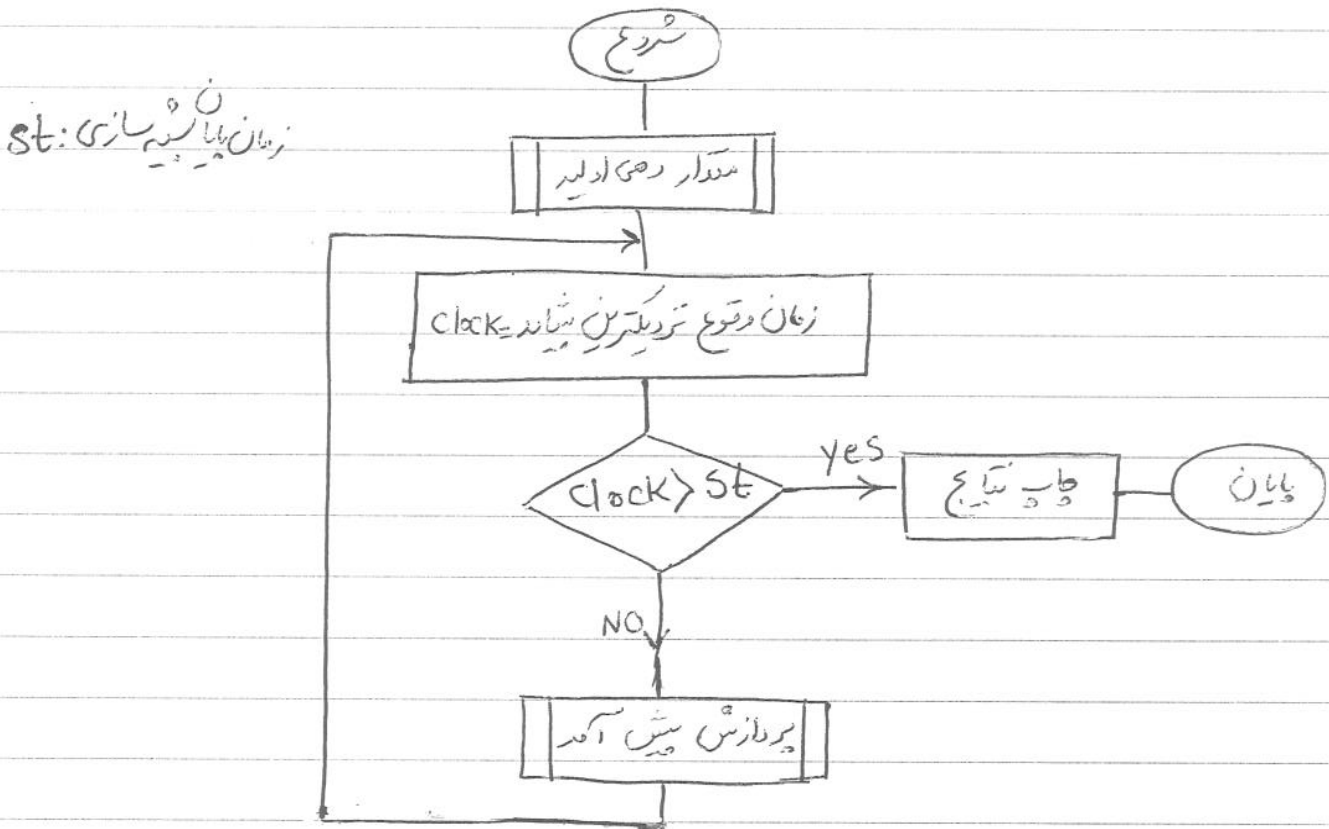 شروع
st: زمان پایان شبیه سازی
مقدار دهی اولیه
Clock = زمان وقوع نزدیکترین پیشامد
Clock > St
yes
چاپ نتایج
پایان
NO
پردازش پیش آمد